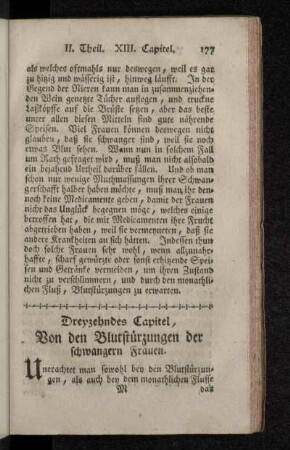 II. Theil. XIII. Capitel. 177
als welches oftmahls nur deswegen, weil es gar
zu hitzig und wässerig ist, hinweg läufft. In der
Gegend der Nieren kann man in zusammenziehen-
den Wein genetzte Tücher auflegen, und truckne
Laßköpffe auf die Brüste setzen, aber das beste
unter allen diesen Mitteln sind gute nährende
Speisen. Viel Frauen können deswegen nicht
glauben, daß sie schwanger sind, weil sie noch
etwas Blut sehen. Wann nun in solchem Fall
um Rath gefraget wird, muß man nicht alsobald
ein bejahend Urtheil darüber fällen. Und ob man
schon nur wenige Muthmassungen ihrer Schwan-
gerschafft halber haben möchte, muß man ihr den-
noch keine Medicamente geben, damit der Frauen
nicht das Unglück begegnen möge, welches einige
betroffen hat, die mit Medicamenten ihre Frucht
abgetrieben haben, weil sie vermeynten, daß sie
andere Kranckheiten an sich hätten. Indessen thun
doch solche Frauen sehr wohl, wenn allzunahr-
haffte, scharf gewürzte oder sonst erhitzende Spei-
sen und Getränke vermeiden, um ihren Zustand
nicht zu verschlimmern, und durch den monathli-
chen Fluß, Blutstürzungen zu erwarten.
Dreyzehndes Capitel,
Von den Blutstürzungen der
schwangern Frauen.
Unerachtet man sowohl bey den Blutstürzun-
gen, als auch bey dem monathlichen Flusse
M daß